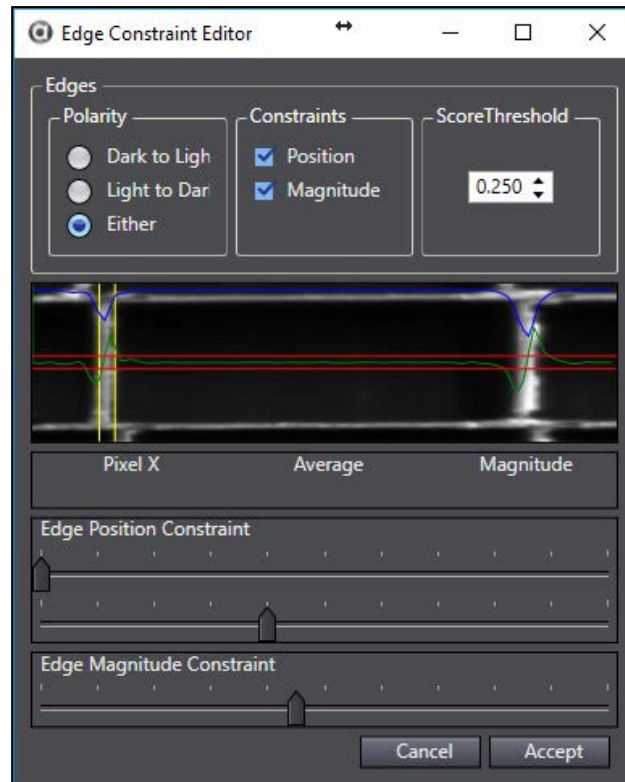 Edge Constraint Editor
Edges
Polarity
Constraints
ScoreThreshold
Dark to Ligh
Light to Dar
Either
Position
Magnitude
0.250
Pixel X Average Magnitude
Edge Position Constraint
Edge Magnitude Constraint
Cancel Accept